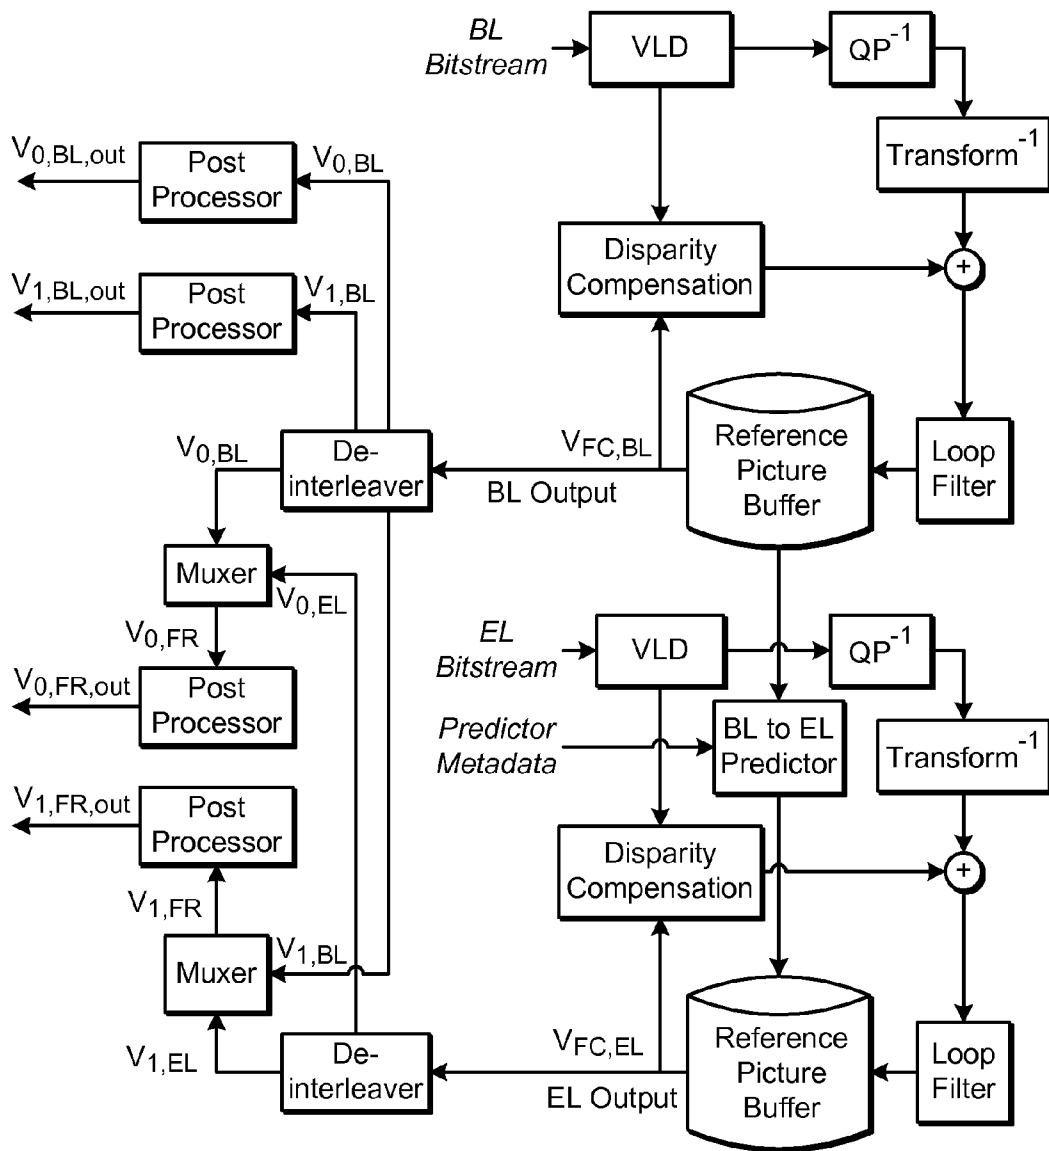 BL
Bitstream
VLD
QP-1
Transform-1
V0,BL,out
Post
Processor
V0,BL
Disparity
Compensation
+
V1,BL,out
Post
Processor
V1,BL
V0,BL
De-
interleaver
VFC,BL
BL Output
Reference
Picture
Buffer
Loop
Filter
Muxer
V0,EL
V0,FR
EL
Bitstream
VLD
QP-1
V0,FR,out
Post
Processor
Predictor
Metadata
BL to EL
Predictor
Transform-1
V1,FR,out
Post
Processor
Disparity
Compensation
+
V1,FR
Muxer
V1,BL
V1,EL
De-
interleaver
VFC,EL
EL Output
Reference
Picture
Buffer
Loop
Filter